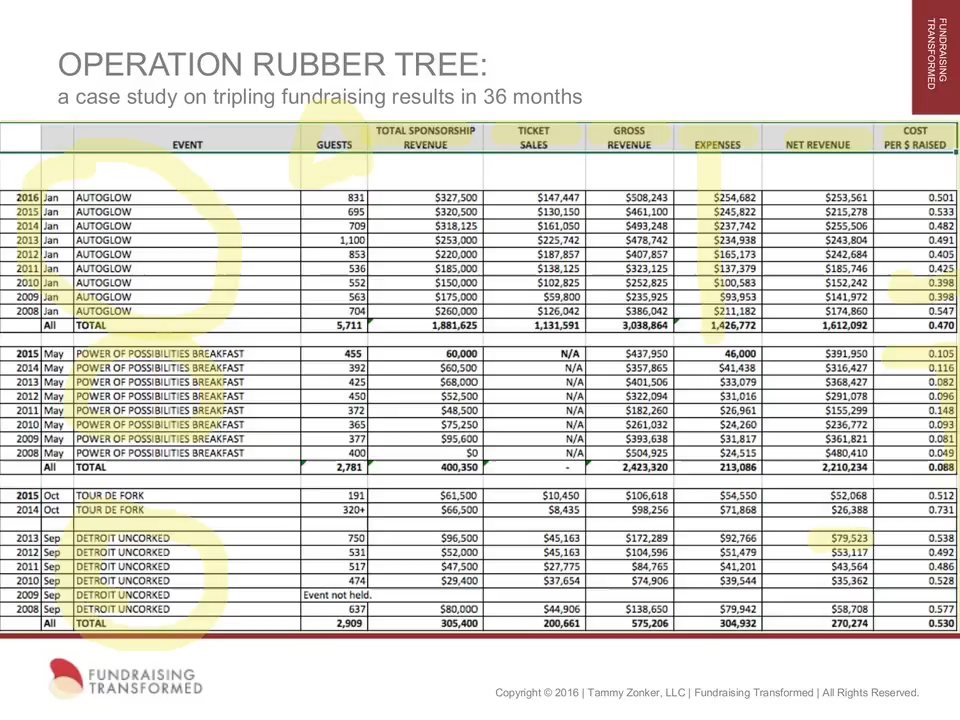 FUNDRAISING
TRANSFORMED
OPERATION RUBBER TREE:
a case study on tripling fundraising results in 36 months
EVENT GUESTS TOTAL SPONSORSHIP REVENUE TICKET SALES GROSS REVENUE EXPENSES NET REVENUE COST PER $ RAISED
2016 Jan AUTOGLOW 831 $327,500 $147,447 $508,243 $254,682 $253,561 0.501
2015 Jan AUTOGLOW 695 $320,500 $130,150 $461,100 $245,822 $215,278 0.533
2014 Jan AUTOGLOW 709 $318,125 $161,050 $493,248 $237,742 $255,506 0.482
2013 Jan AUTOGLOW 1,100 $253,000 $225,742 $478,742 $234,938 $243,804 0.491
2012 Jan AUTOGLOW 853 $220,000 $187,857 $407,857 $165,173 $242,684 0.405
2011 Jan AUTOGLOW 536 $185,000 $138,125 $323,125 $137,379 $185,746 0.425
2010 Jan AUTOGLOW 552 $150,000 $102,825 $252,825 $100,583 $152,242 0.398
2009 Jan AUTOGLOW 563 $175,000 $59,800 $235,925 $93,953 $141,972 0.398
2008 Jan AUTOGLOW 704 $260,000 $126,042 $386,042 $211,182 $174,860 0.547
All TOTAL 5,711 1,881,625 1,131,591 3,038,864 1,426,772 1,612,092 0.470
2015 May POWER OF POSSIBILITIES BREAKFAST 455 60,000 N/A $437,950 46,000 $391,950 0.105
2014 May POWER OF POSSIBILITIES BREAKFAST 392 $60,500 N/A $357,865 $41,438 $316,427 0.116
2013 May POWER OF POSSIBILITIES BREAKFAST 425 $68,000 N/A $401,506 $33,079 $368,427 0.082
2012 May POWER OF POSSIBILITIES BREAKFAST 450 $52,500 N/A $322,094 $31,016 $291,078 0.096
2011 May POWER OF POSSIBILITIES BREAKFAST 372 $48,500 N/A $182,260 $26,961 $155,299 0.148
2010 May POWER OF POSSIBILITIES BREAKFAST 365 $75,250 N/A $261,032 $24,260 $236,772 0.093
2009 May POWER OF POSSIBILITIES BREAKFAST 377 $95,600 N/A $393,638 $31,817 $361,821 0.081
2008 May POWER OF POSSIBILITIES BREAKFAST 400 $0 N/A $504,925 $24,515 $480,410 0.049
All TOTAL 2,781 400,350 - 2,423,320 213,086 2,210,234 0.088
2015 Oct TOUR DE FORK 191 $61,500 $10,450 $106,618 $54,550 $52,068 0.512
2014 Oct TOUR DE FORK 320+ $66,500 $8,435 $98,256 $71,868 $26,388 0.731
2013 Sep DETROIT UNCORKED 750 $96,500 $45,163 $172,289 $92,766 $79,523 0.538
2012 Sep DETROIT UNCORKED 531 $52,000 $45,163 $104,596 $51,479 $53,117 0.492
2011 Sep DETROIT UNCORKED 517 $47,500 $27,775 $84,765 $41,201 $43,564 0.486
2010 Sep DETROIT UNCORKED 474 $29,400 $37,654 $74,906 $39,544 $35,362 0.528
2009 Sep DETROIT UNCORKED Event not held.
2008 Sep DETROIT UNCORKED 637 $80,000 $44,906 $138,650 $79,942 $58,708 0.577
All TOTAL 2,909 305,400 200,661 575,206 304,932 270,274 0.530
FUNDRAISING
TRANSFORMED
Copyright © 2016 | Tammy Zonker, LLC | Fundraising Transformed | All Rights Reserved.